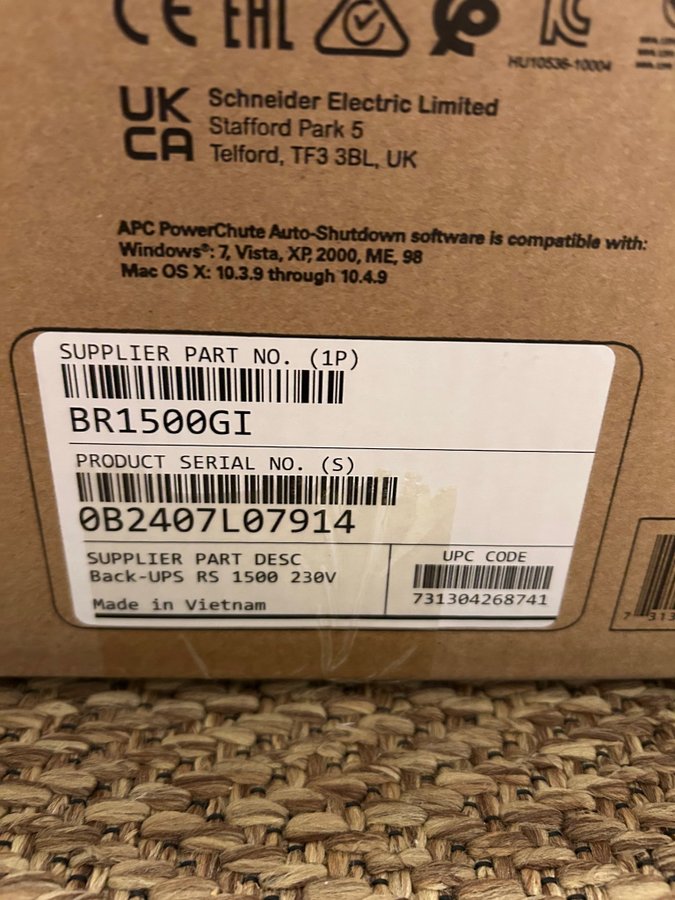 CE EAC
HU10536-10004
UK
CA
Schneider Electric Limited
Stafford Park 5
Telford, TF3 3BL, UK
APC PowerChute Auto-Shutdown software is compatible with:
Windows®: 7, Vista, XP, 2000, ME, 98
Mac OS X: 10.3.9 through 10.4.9
SUPPLIER PART NO. (1P)
BR1500GI
PRODUCT SERIAL NO. (S)
0B2407L07914
SUPPLIER PART DESC
Back-UPS RS 1500 230V
Made in Vietnam
UPC CODE
731304268741
7 313